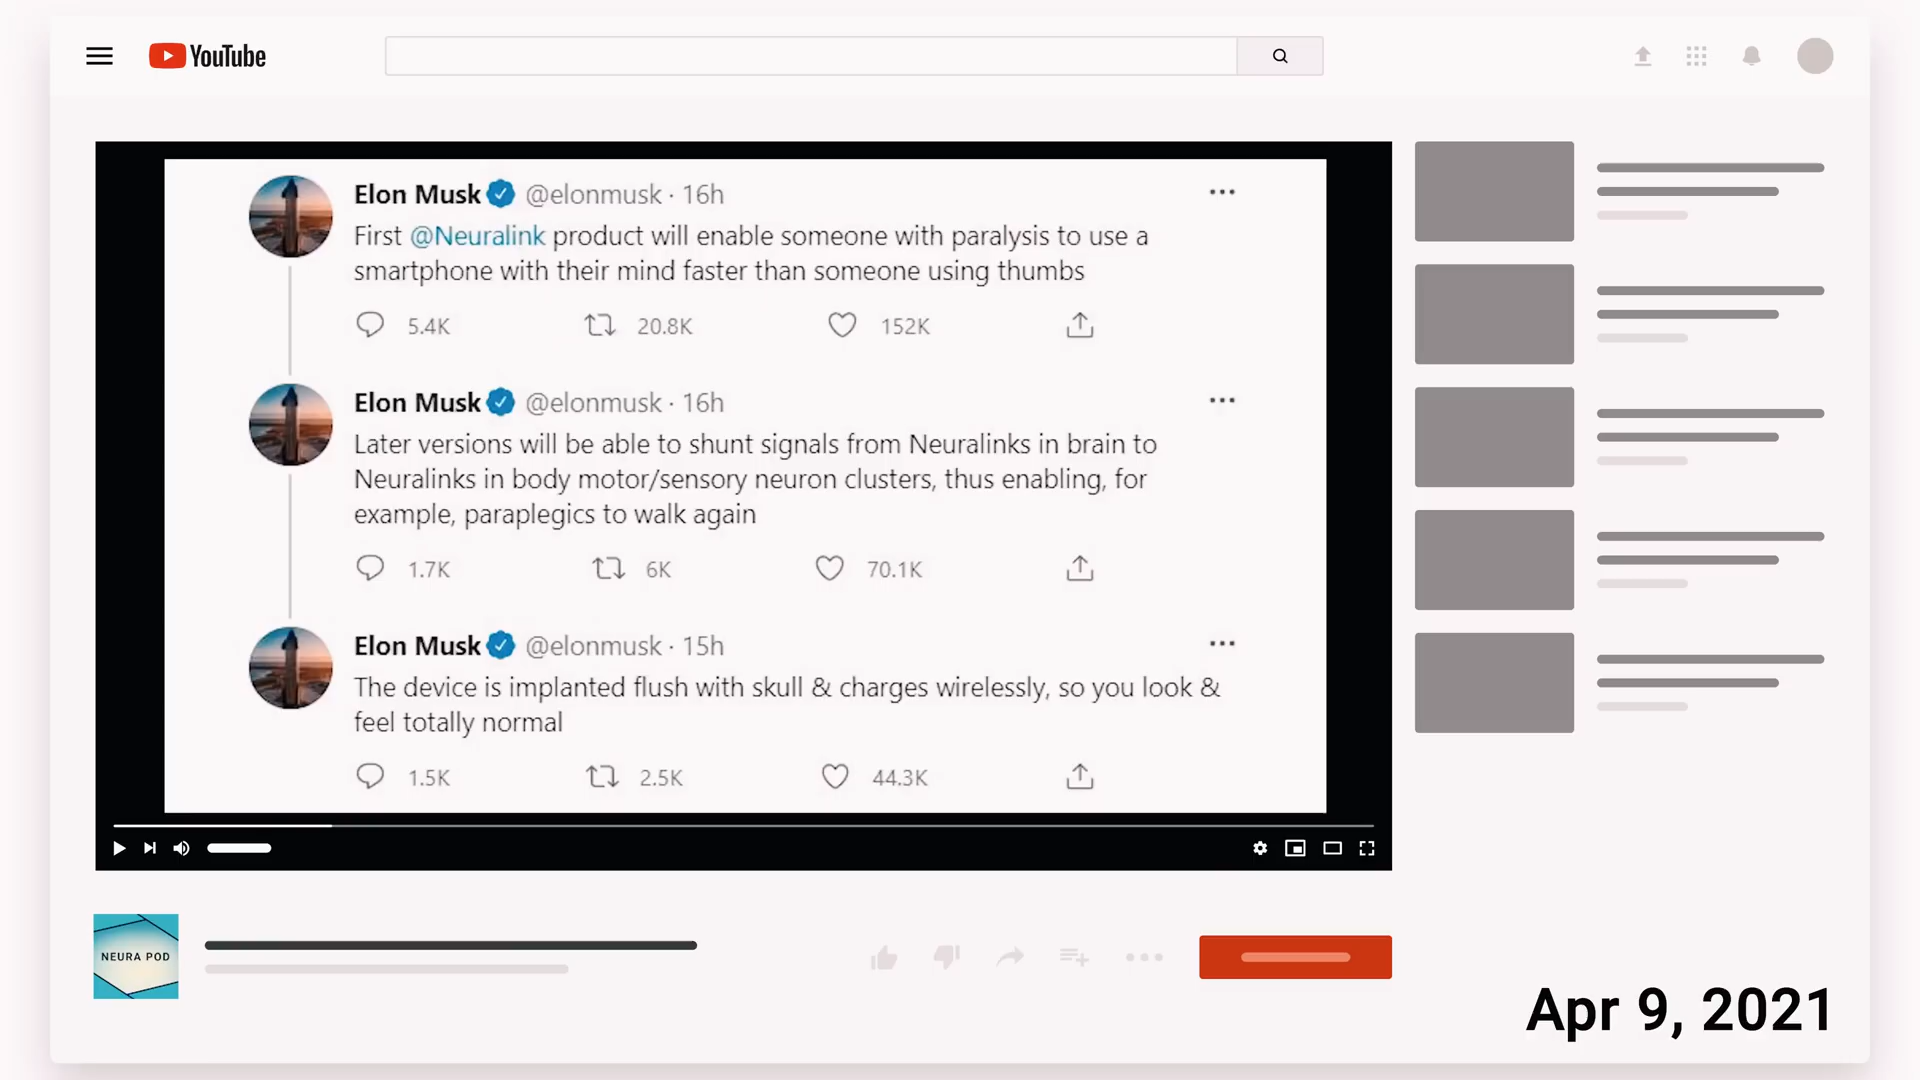 YouTube
Elon Musk @elonmusk · 16h
First @Neuralink product will enable someone with paralysis to use a
smartphone with their mind faster than someone using thumbs
5.4K 20.8K 152K
Elon Musk @elonmusk · 16h
Later versions will be able to shunt signals from Neuralinks in brain to
Neuralinks in body motor/sensory neuron clusters, thus enabling, for
example, paraplegics to walk again
1.7K 6K 70.1K
Elon Musk @elonmusk · 15h
The device is implanted flush with skull & charges wirelessly, so you look &
feel totally normal
1.5K 2.5K 44.3K
NEURA POD
Apr 9, 2021